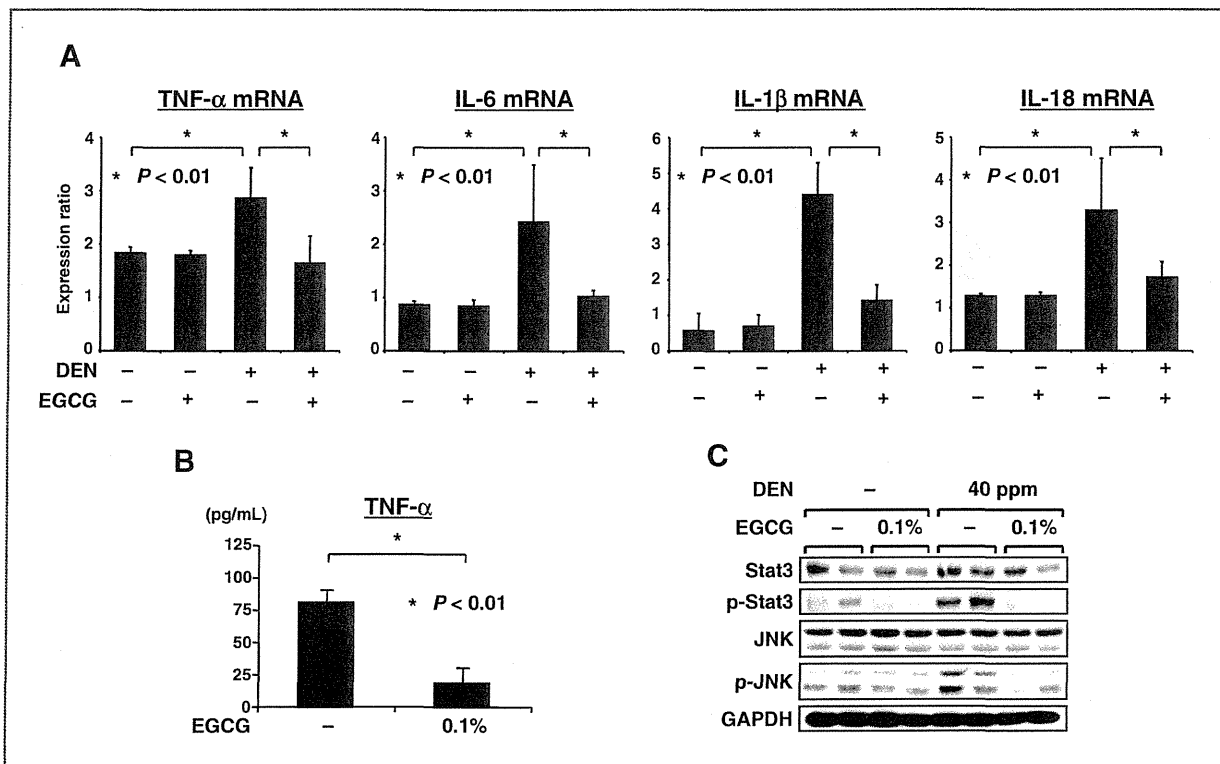 A
TNF-α mRNA
IL-6 mRNA
IL-1β mRNA
IL-18 mRNA
Expression ratio
4
3
2
1
0
* *
* P < 0.01
4
3
2
1
0
* *
* P < 0.01
6
5
4
3
2
1
0
* *
* P < 0.01
5
4
3
2
1
0
* *
* P < 0.01
DEN − − + + − − + + − − + + − − + +
EGCG − + − + − + − + − + − + − + − +
B
TNF-α
(pg/mL)
125
100
75
50
25
0
*
* P < 0.01
EGCG − 0.1%
C
DEN − 40 ppm
EGCG − 0.1% − 0.1%
Stat3
p-Stat3
JNK
p-JNK
GAPDH